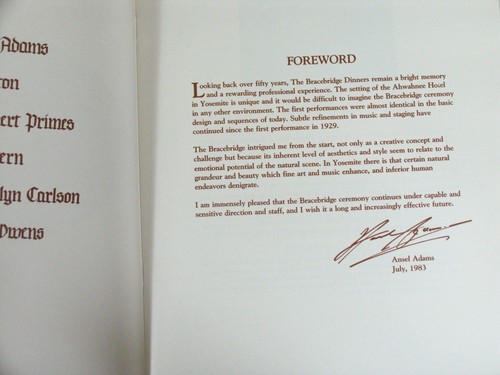 Adams
ton
ert Primes
ern
lyn Carlson
Owens
FOREWORD
Looking back over fifty years, The Bracebridge Dinners remain a bright memory
and a rewarding professional experience. The setting of the Ahwahnee Hoel
in Yosemite is unique and it would be difficult to imagine the Bracebridge ceremony
in any other environment. The first performances were almost identical in the basic
design and sequences of today. Subtle refinements in music and staging have
continued since the first performance in 1929.
The Bracebridge intrigued me from the start, not only as a creative concept and
challenge but because its inherent level of aesthetics and style seem to relate to the
emotional potential of the natural scene. In Yosemite there is that certain natural
grandeur and beauty which fine art and music enhance, and inferior human
endeavors denigrate.
I am immensely pleased that the Bracebridge ceremony continues under capable and
sensitive direction and staff, and I wish it a long and increasingly effective future.
Ansel Adams
Ansel Adams
July, 1983